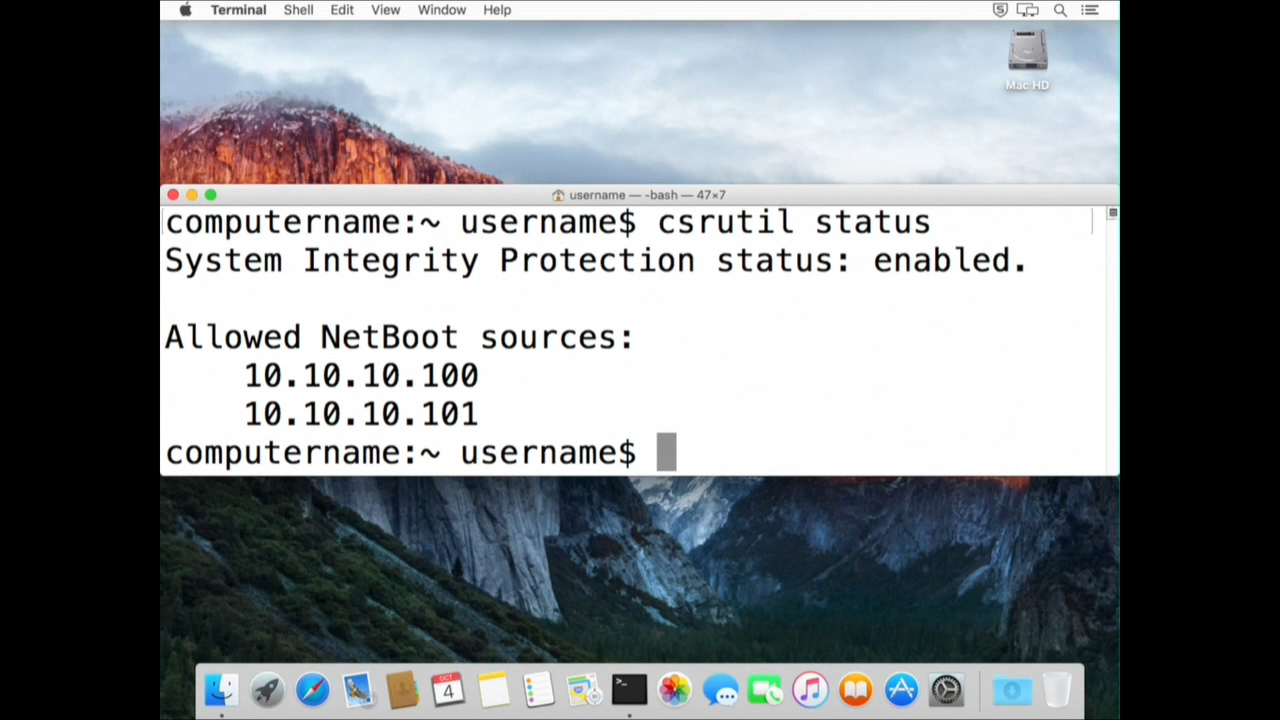 Terminal Shell Edit View Window Help
Mac HD
username — -bash — 47×7
computername:~ username$ csrutil status
System Integrity Protection status: enabled.
Allowed NetBoot sources:
10.10.10.100
10.10.10.101
computername:~ username$
OCT
4